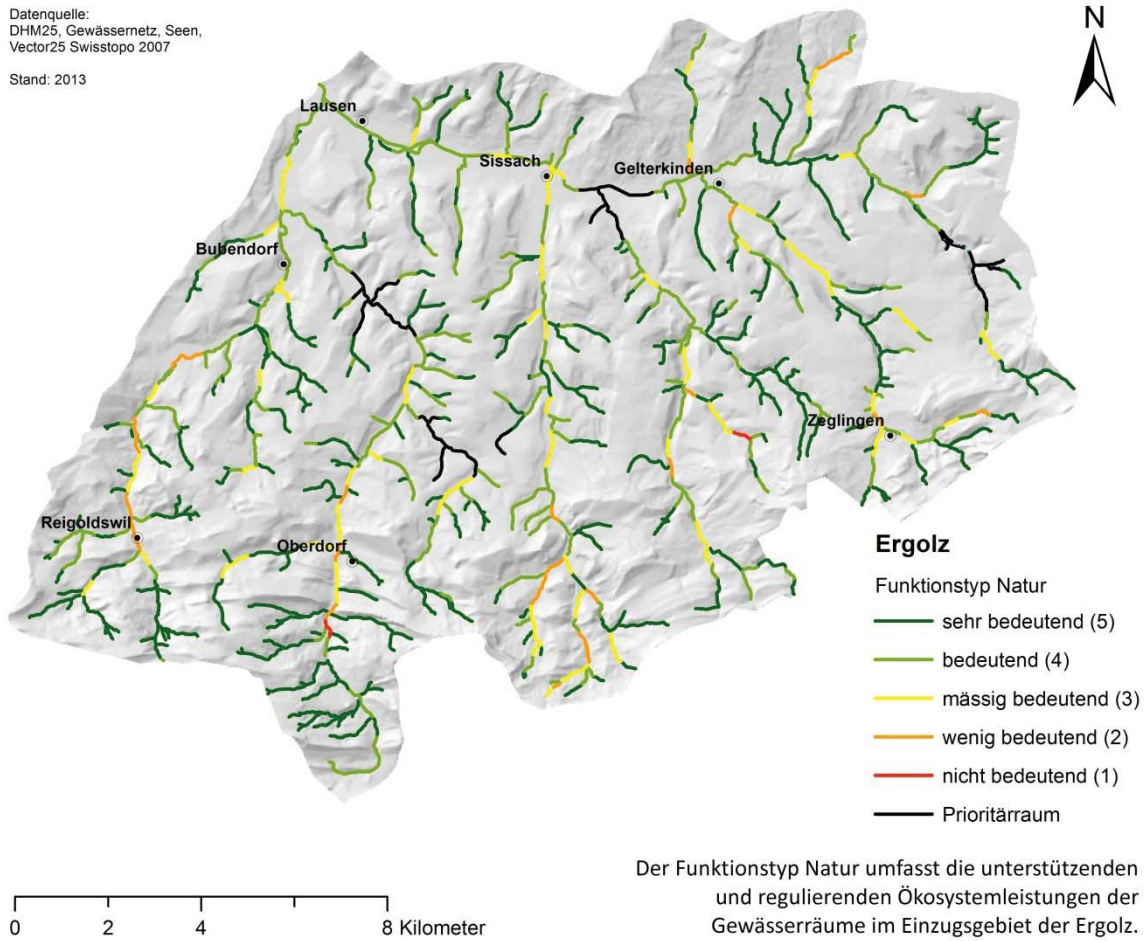 Datenquelle:
DHM25, Gewässernetz, Seen,
Vector25 Swisstopo 2007
Stand: 2013
N
Lausen
Sissach
Gelterkinden
Bubendorf
Zeglingen
Reigoldswil
Oberdorf
Ergolz
Funktionstyp Natur
sehr bedeutend (5)
bedeutend (4)
mässig bedeutend (3)
wenig bedeutend (2)
nicht bedeutend (1)
Prioritärraum
Der Funktionstyp Natur umfasst die unterstützenden
und regulierenden Ökosystemleistungen der
Gewässerräume im Einzugsgebiet der Ergolz.
0 2 4 8 Kilometer